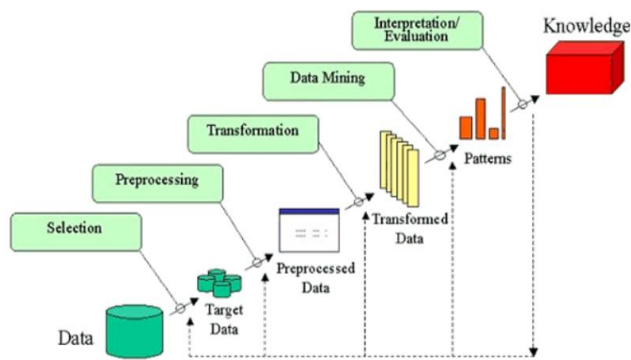 Interpretation/
Evaluation
Knowledge
Data Mining
Transformation
Patterns
Preprocessing
Transformed
Data
Selection
Preprocessed
Data
Target
Data
Data